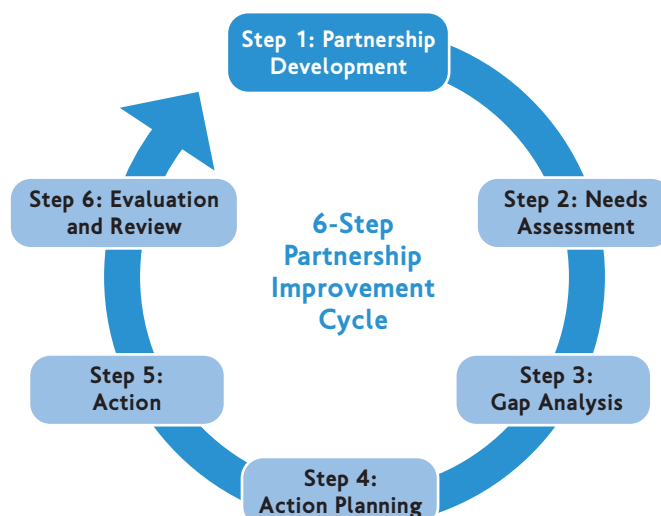 Step 1: Partnership
Development
Step 2: Needs
Assessment
Step 3:
Gap Analysis
Step 4:
Action Planning
Step 5:
Action
Step 6: Evaluation
and Review
6-Step
Partnership
Improvement
Cycle